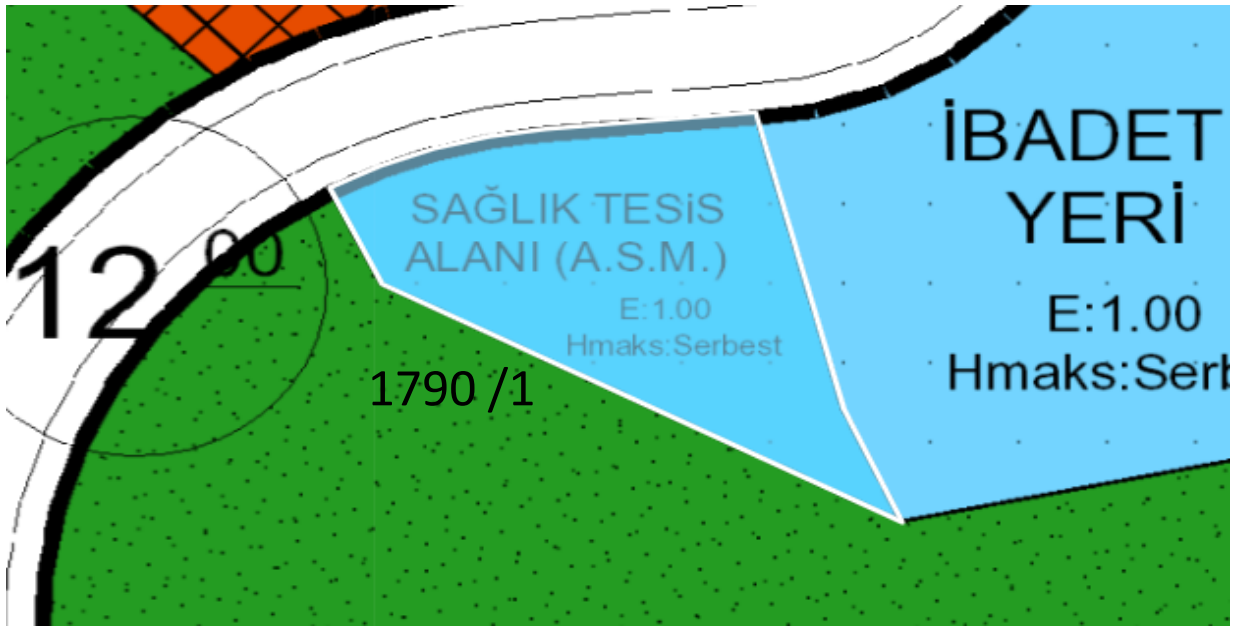 SAĞLIK TESiS
ALANI (A.S.M.)
E:1.00
Hmaks:Serbest
İBADET
YERİ
E:1.00
Hmaks:Serb
12 00
1790 /1